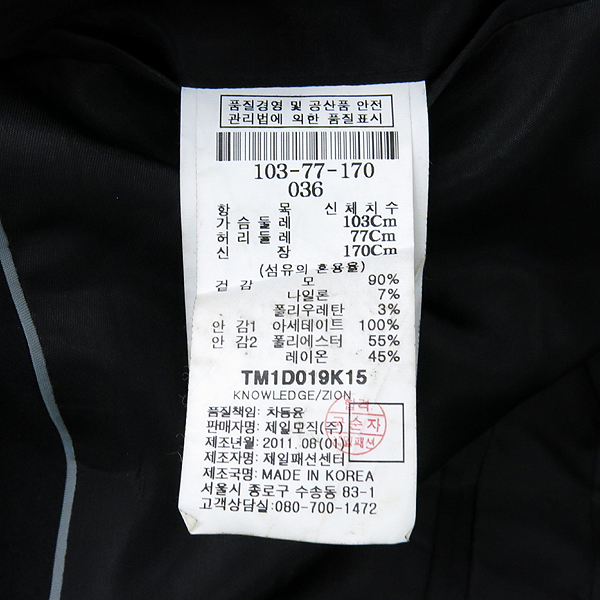 품질경영 및 공산품 안전
관리법에 의한 품질표시
103-77-170
036
항 목 신체치수
가슴둘레 103Cm
허리둘레 77Cm
신 장 170Cm
(섬유의 혼용율)
겉 감 모 90%
나일론 7%
폴리우레탄 3%
안 감1 아세테이트 100%
안 감2 폴리에스터 55%
레이온 45%
TM1D019K15
KNOWLEDGE/ZION
품질책임: 차등윤
판매자명: 제일모직(주)
제조년월: 2011.08(01)
제조자명: 제일패션센터
제조국명: MADE IN KOREA
서울시 종로구 수송동 83-1
고객상담실: 080-700-1472
합격
순자
패션